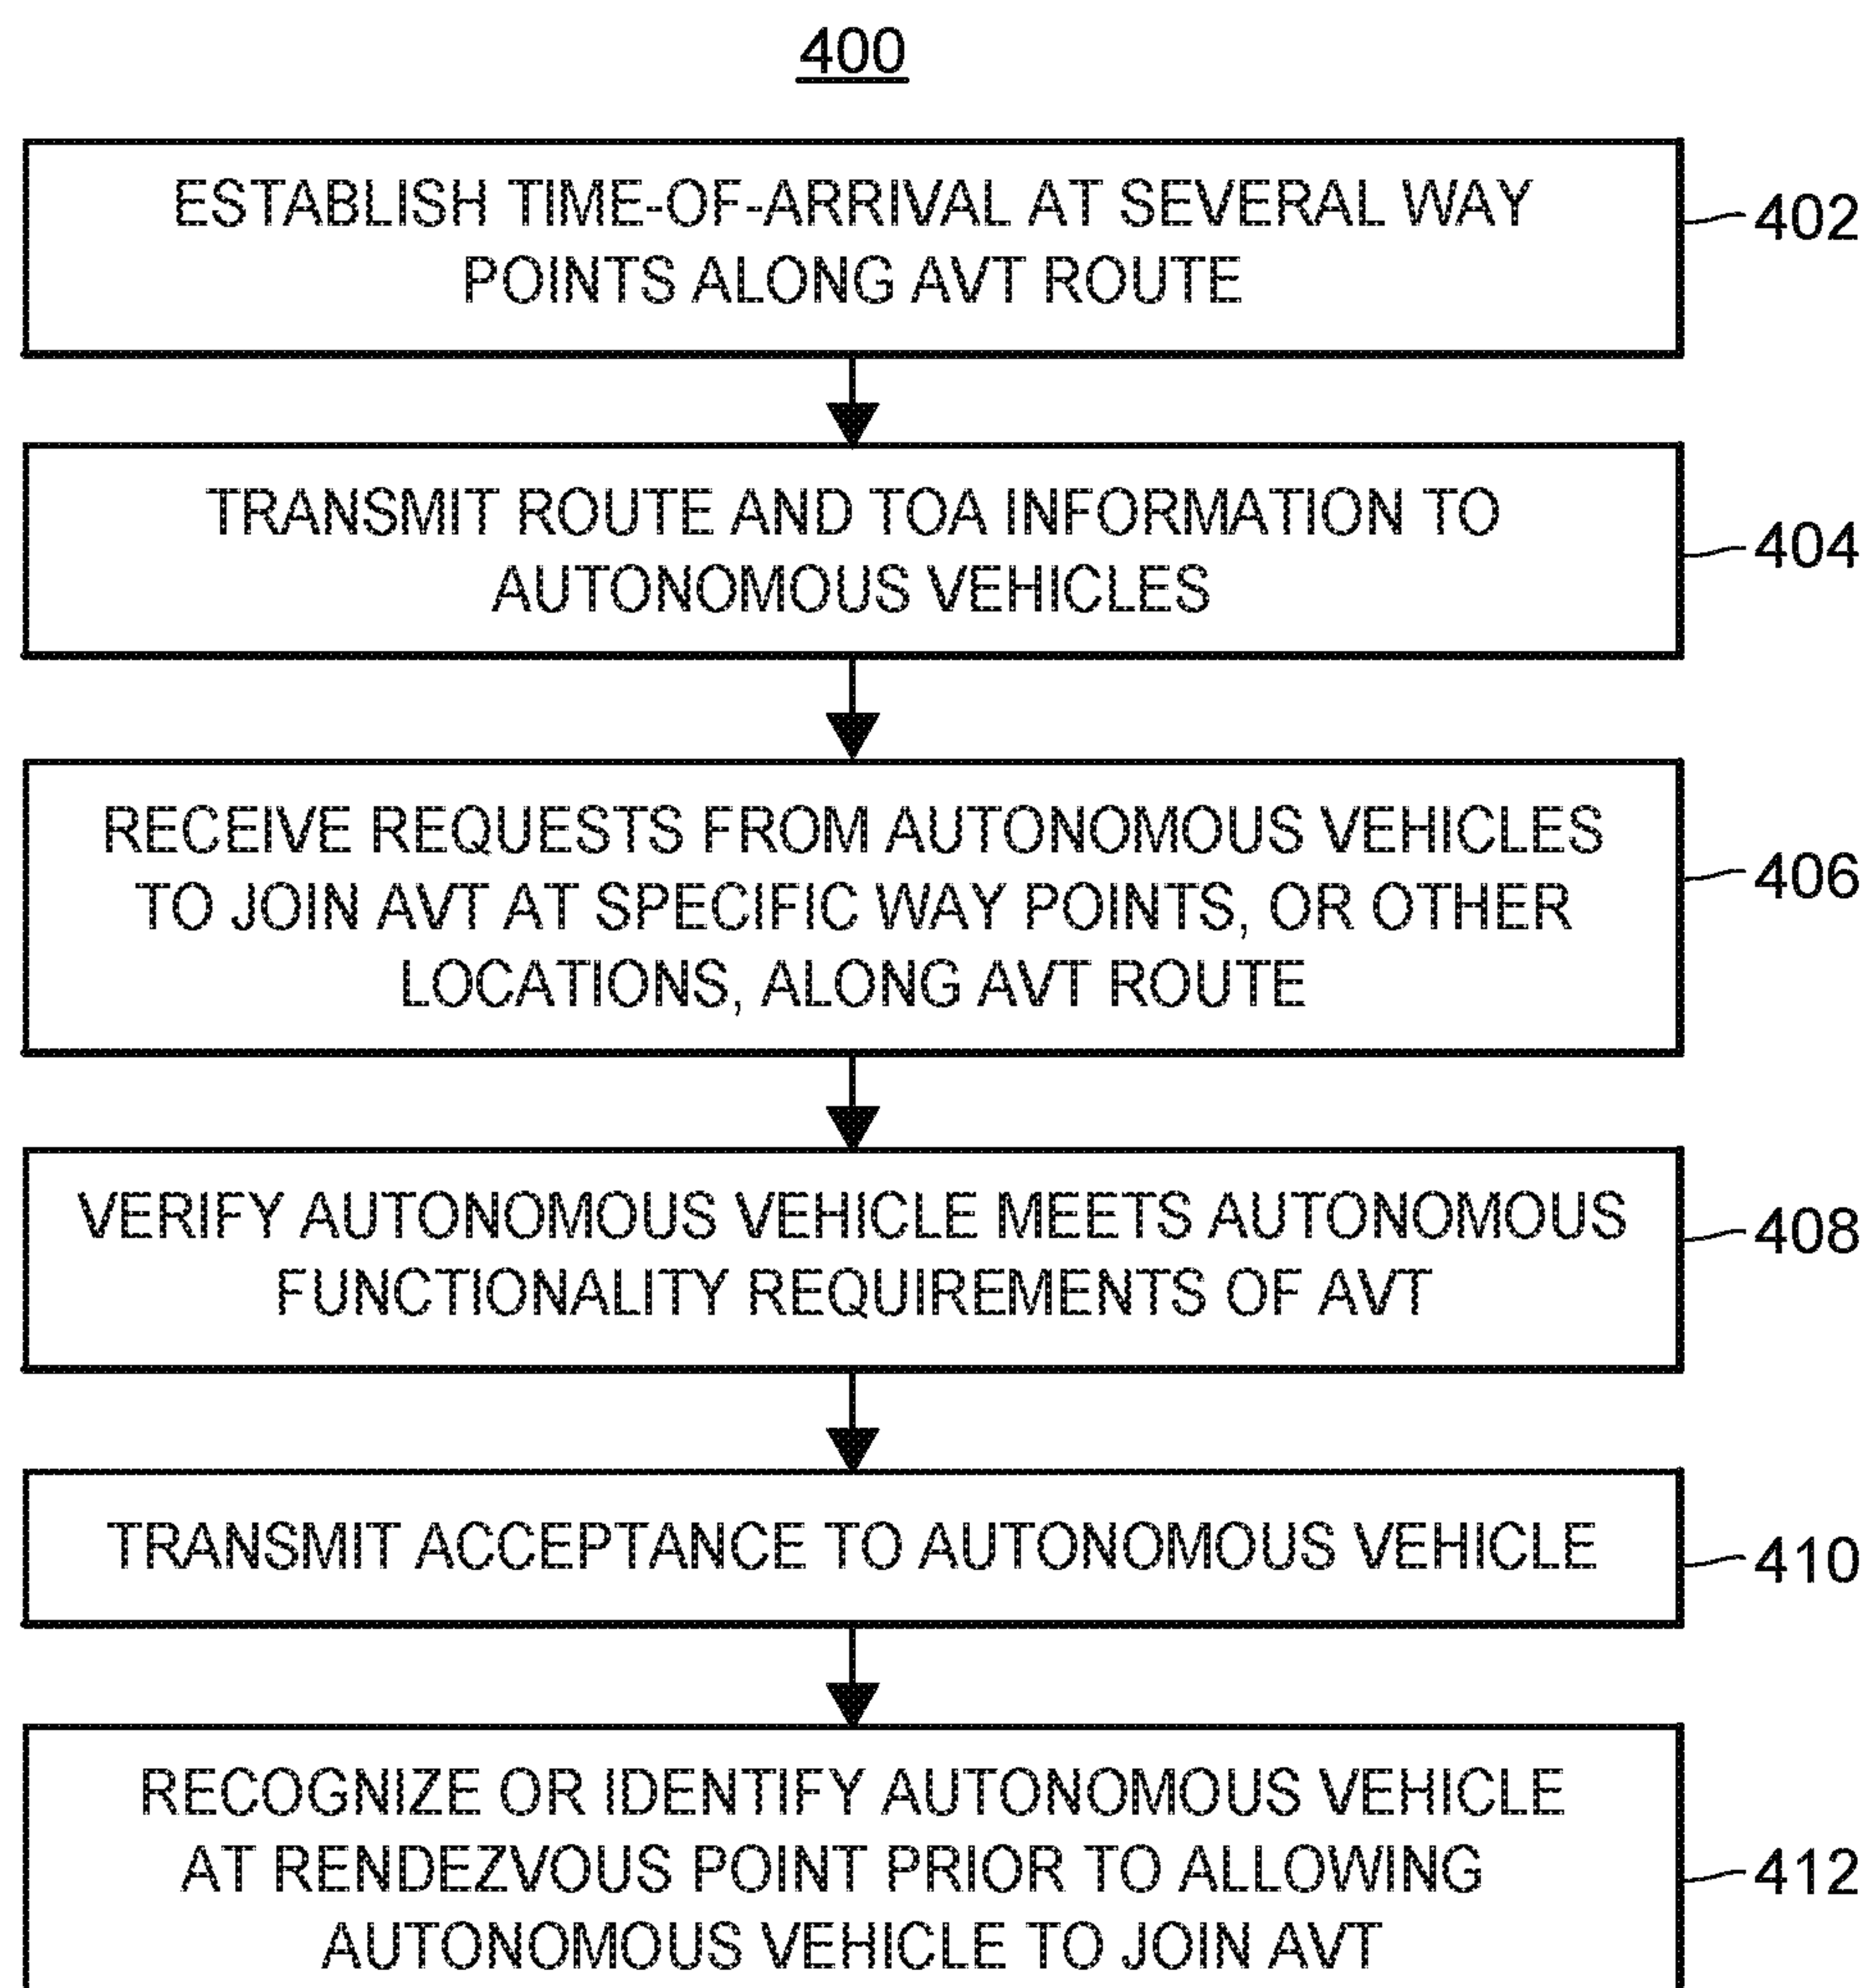 400
ESTABLISH TIME-OF-ARRIVAL AT SEVERAL WAY
POINTS ALONG AVT ROUTE
402
TRANSMIT ROUTE AND TOA INFORMATION TO
AUTONOMOUS VEHICLES
404
RECEIVE REQUESTS FROM AUTONOMOUS VEHICLES
TO JOIN AVT AT SPECIFIC WAY POINTS, OR OTHER
LOCATIONS, ALONG AVT ROUTE
406
VERIFY AUTONOMOUS VEHICLE MEETS AUTONOMOUS
FUNCTIONALITY REQUIREMENTS OF AVT
408
TRANSMIT ACCEPTANCE TO AUTONOMOUS VEHICLE
410
RECOGNIZE OR IDENTIFY AUTONOMOUS VEHICLE
AT RENDEZVOUS POINT PRIOR TO ALLOWING
AUTONOMOUS VEHICLE TO JOIN AVT
412